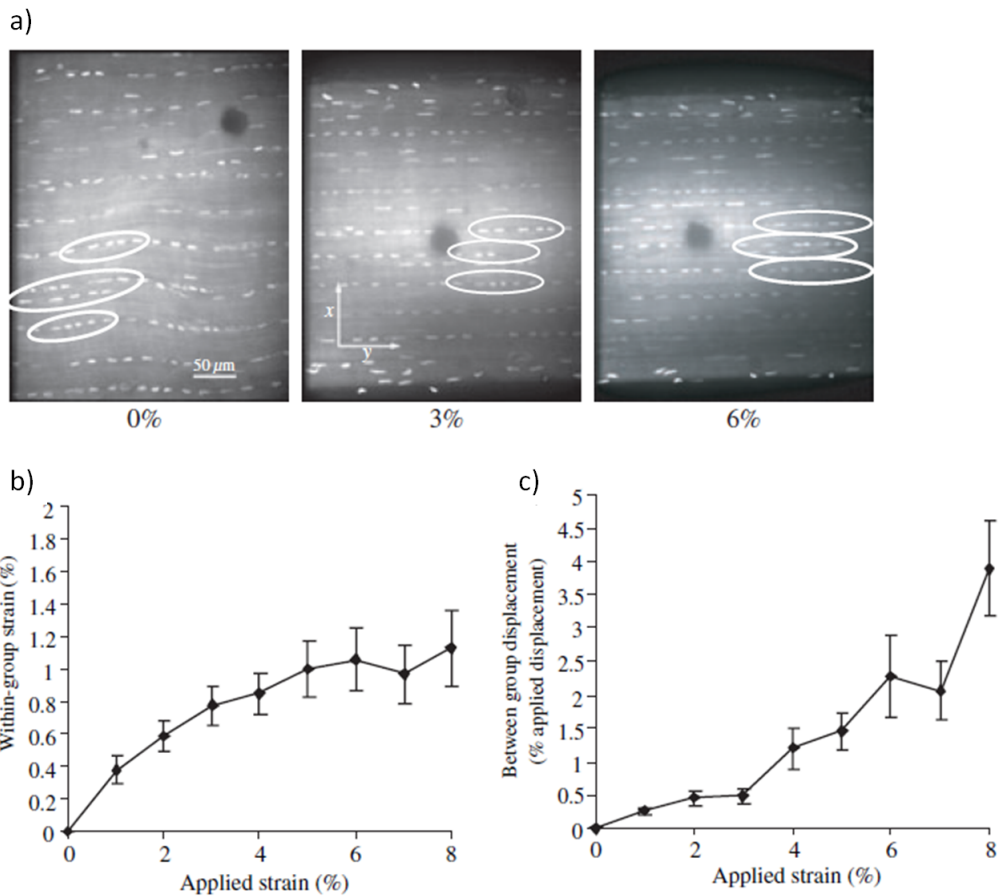 a)
50 µm
x
y
0%
3%
6%
b)
2
1.8
1.6
1.4
1.2
1
0.8
0.6
0.4
0.2
0
0 2 4 6 8
Within-group strain (%)
Applied strain (%)
c)
5
4.5
4
3.5
3
2.5
2
1.5
1
0.5
0
0 2 4 6 8
Between group displacement
(% applied displacement)
Applied strain (%)